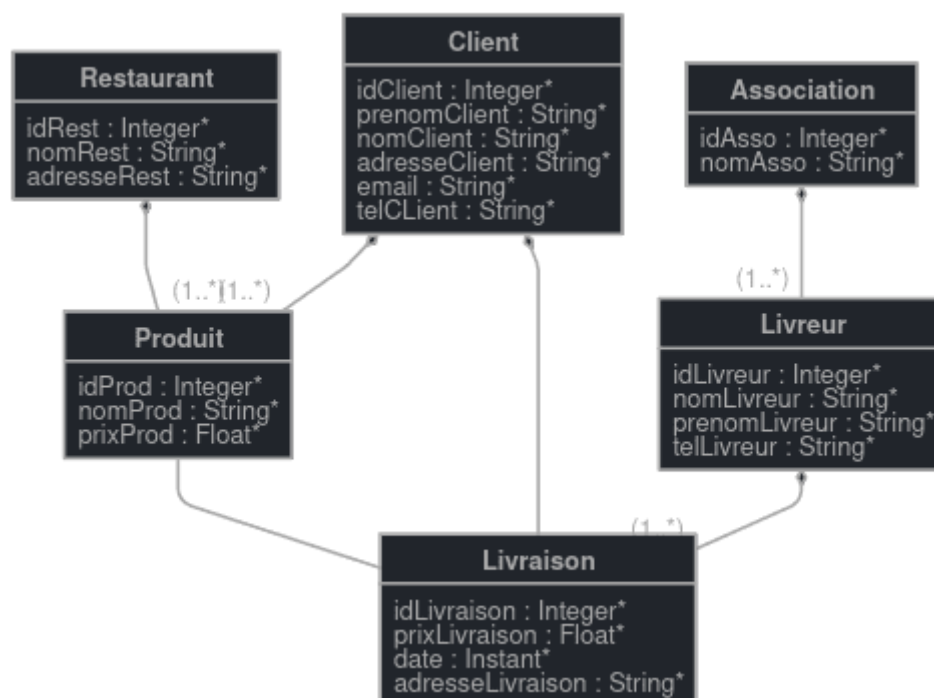 Client
idClient : Integer*
prenomClient : String*
nomClient : String*
adresseClient : String*
email : String*
telCLient : String*
Restaurant
idRest : Integer*
nomRest : String*
adresseRest : String*
Association
idAsso : Integer*
nomAsso : String*
(1..*)
(1..*)
(1..*)
Produit
idProd : Integer*
nomProd : String*
prixProd : Float*
Livreur
idLivreur : Integer*
nomLivreur : String*
prenomLivreur : String*
telLivreur : String*
(1..*)
Livraison
idLivraison : Integer*
prixLivraison : Float*
date : Instant*
adresseLivraison : String*